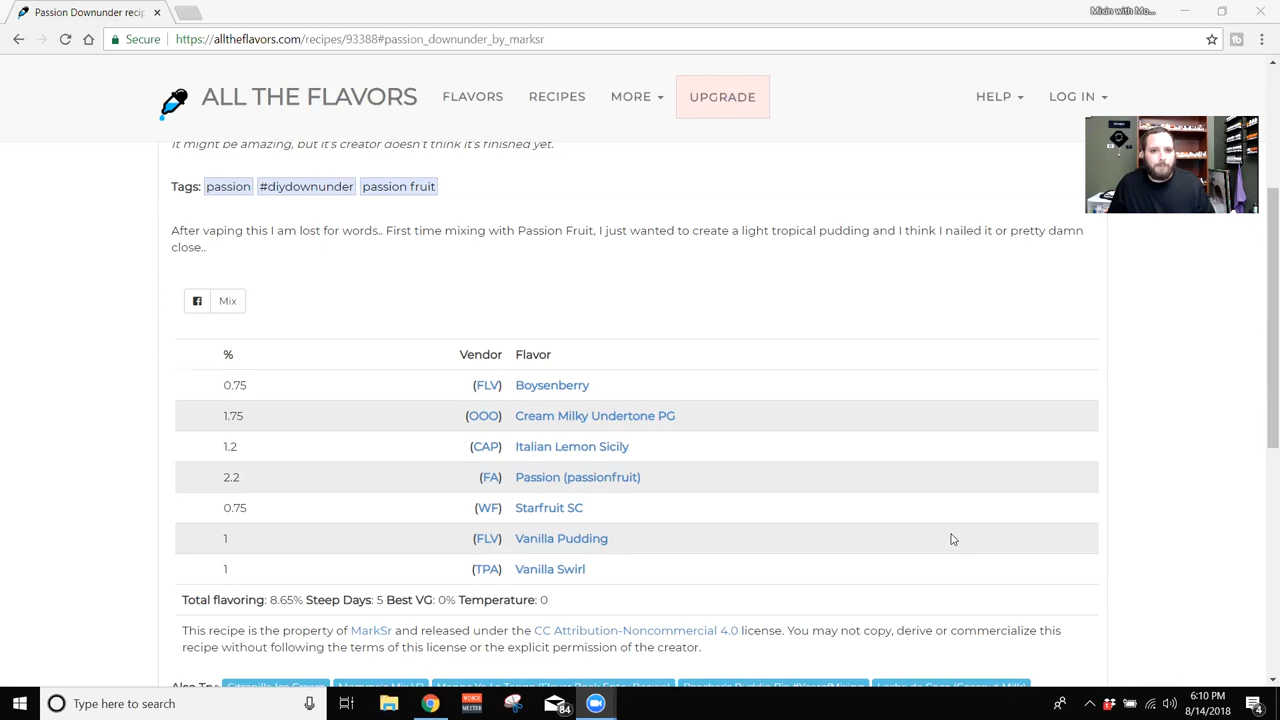 Passion Downunder recip
Mixin with Mo...
Secure
https://alltheflavors.com/recipes/93388#passion_downunder_by_marksr
ALL THE FLAVORS
FLAVORS
RECIPES
MORE
UPGRADE
HELP
LOG IN
It might be amazing, but it's creator doesn't think it's finished yet.
Tags: passion #diydownunder passion fruit
After vaping this I am lost for words.. First time mixing with Passion Fruit, I just wanted to create a light tropical pudding and I think I nailed it or pretty damn
close..
Mix
% Vendor Flavor
0.75 (FLV) Boysenberry
1.75 (OOO) Cream Milky Undertone PG
1.2 (CAP) Italian Lemon Sicily
2.2 (FA) Passion (passionfruit)
0.75 (WF) Starfruit SC
1 (FLV) Vanilla Pudding
1 (TPA) Vanilla Swirl
Total flavoring: 8.65% Steep Days: 5 Best VG: 0% Temperature: 0
This recipe is the property of MarkSr and released under the CC Attribution-Noncommercial 4.0 license. You may not copy, derive or commercialize this
recipe without following the terms of this license or the explicit permission of the creator.
Also Try:
Type here to search
VOICE
84
6:10 PM
8/14/2018
4